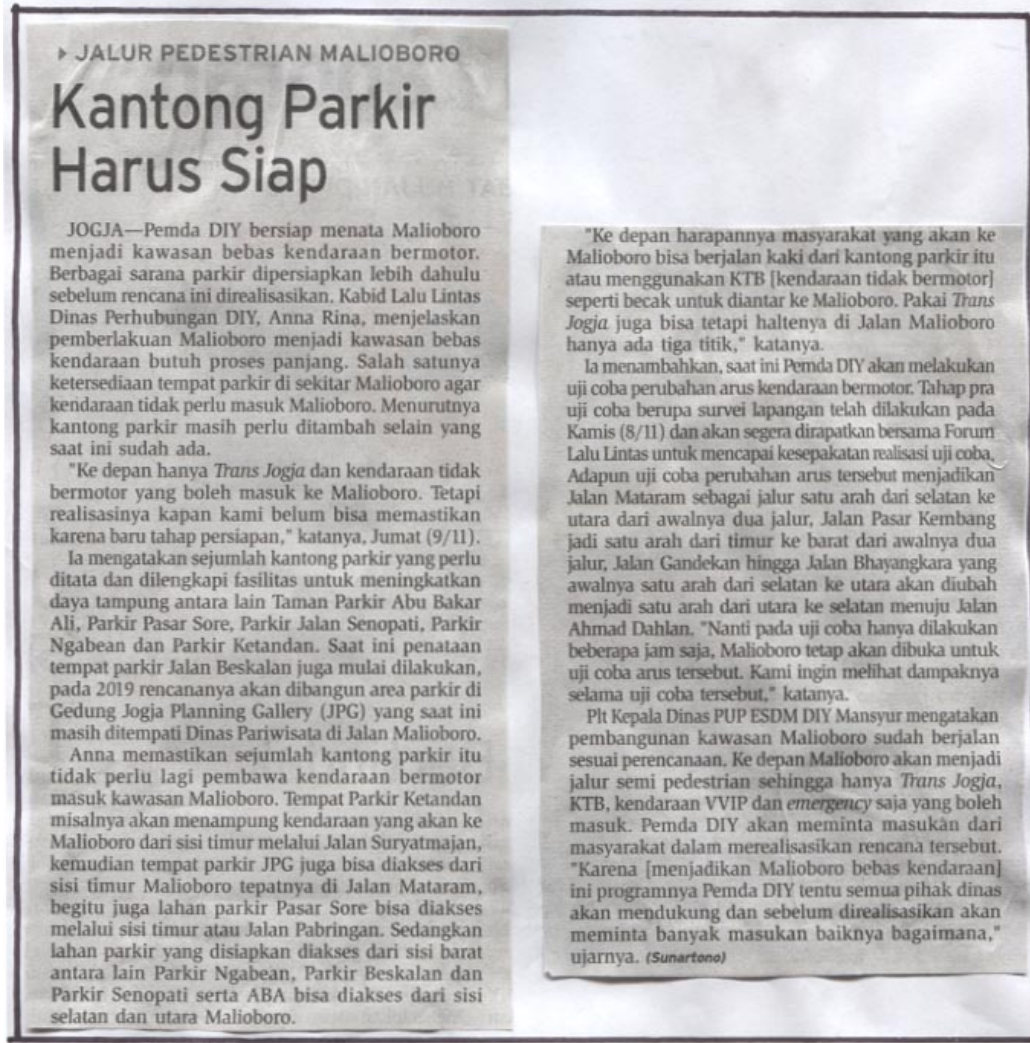 ▸ JALUR PEDESTRIAN MALIOBORO
Kantong Parkir
Harus Siap
JOGJA—Pemda DIY bersiap menata Malioboro
menjadi kawasan bebas kendaraan bermotor.
Berbagai sarana parkir dipersiapkan lebih dahulu
sebelum rencana ini direalisasikan. Kabid Lalu Lintas
Dinas Perhubungan DIY, Anna Rina, menjelaskan
pemberlakuan Malioboro menjadi kawasan bebas
kendaraan butuh proses panjang. Salah satunya
ketersediaan tempat parkir di sekitar Malioboro agar
kendaraan tidak perlu masuk Malioboro. Menurutnya
kantong parkir masih perlu ditambah selain yang
saat ini sudah ada.
"Ke depan hanya Trans Jogja dan kendaraan tidak
bermotor yang boleh masuk ke Malioboro. Tetapi
realisasinya kapan kami belum bisa memastikan
karena baru tahap persiapan," katanya, Jumat (9/11).
Ia mengatakan sejumlah kantong parkir yang perlu
ditata dan dilengkapi fasilitas untuk meningkatkan
daya tampung antara lain Taman Parkir Abu Bakar
Ali, Parkir Pasar Sore, Parkir Jalan Senopati, Parkir
Ngabean dan Parkir Ketandan. Saat ini penataan
tempat parkir Jalan Beskalan juga mulai dilakukan,
pada 2019 rencananya akan dibangun area parkir di
Gedung Jogja Planning Gallery (JPG) yang saat ini
masih ditempati Dinas Pariwisata di Jalan Malioboro.
Anna memastikan sejumlah kantong parkir itu
tidak perlu lagi pembawa kendaraan bermotor
masuk kawasan Malioboro. Tempat Parkir Ketandan
misalnya akan menampung kendaraan yang akan ke
Malioboro dari sisi timur melalui Jalan Suryatmajan,
kemudian tempat parkir JPG juga bisa diakses dari
sisi timur Malioboro tepatnya di Jalan Mataram,
begitu juga lahan parkir Pasar Sore bisa diakses
melalui sisi timur atau Jalan Pabringan. Sedangkan
lahan parkir yang disiapkan diakses dari sisi barat
antara lain Parkir Ngabean, Parkir Beskalan dan
Parkir Senopati serta ABA bisa diakses dari sisi
selatan dan utara Malioboro.
"Ke depan harapannya masyarakat yang akan ke
Malioboro bisa berjalan kaki dari kantong parkir itu
atau menggunakan KTB [kendaraan tidak bermotor]
seperti becak untuk diantar ke Malioboro. Pakai Trans
Jogja juga bisa tetapi haltenya di Jalan Malioboro
hanya ada tiga titik," katanya.
Ia menambahkan, saat ini Pemda DIY akan melakukan
uji coba perubahan arus kendaraan bermotor. Tahap pra
uji coba berupa survei lapangan telah dilakukan pada
Kamis (8/11) dan akan segera dirapatkan bersama Forum
Lalu Lintas untuk mencapai kesepakatan realisasi uji coba,
Adapun uji coba perubahan arus tersebut menjadikan
Jalan Mataram sebagai jalur satu arah dari selatan ke
utara dari awalnya dua jalur, Jalan Pasar Kembang
jadi satu arah dari timur ke barat dari awalnya dua
jalur, Jalan Gandekan hingga Jalan Bhayangkara yang
awalnya satu arah dari selatan ke utara akan diubah
menjadi satu arah dari utara ke selatan menuju Jalan
Ahmad Dahlan. "Nanti pada uji coba hanya dilakukan
beberapa jam saja, Malioboro tetap akan dibuka untuk
uji coba arus tersebut. Kami ingin melihat dampaknya
selama uji coba tersebut," katanya.
Plt Kepala Dinas PUP ESDM DIY Mansyur mengatakan
pembangunan kawasan Malioboro sudah berjalan
sesuai perencanaan. Ke depan Malioboro akan menjadi
jalur semi pedestrian sehingga hanya Trans Jogja,
KTB, kendaraan VVIP dan emergency saja yang boleh
masuk. Pemda DIY akan meminta masukan dari
masyarakat dalam merealisasikan rencana tersebut.
"Karena [menjadikan Malioboro bebas kendaraan]
ini programnya Pemda DIY tentu semua pihak dinas
akan mendukung dan sebelum direalisasikan akan
meminta banyak masukan baiknya bagaimana,"
ujarnya. (Sunartono)